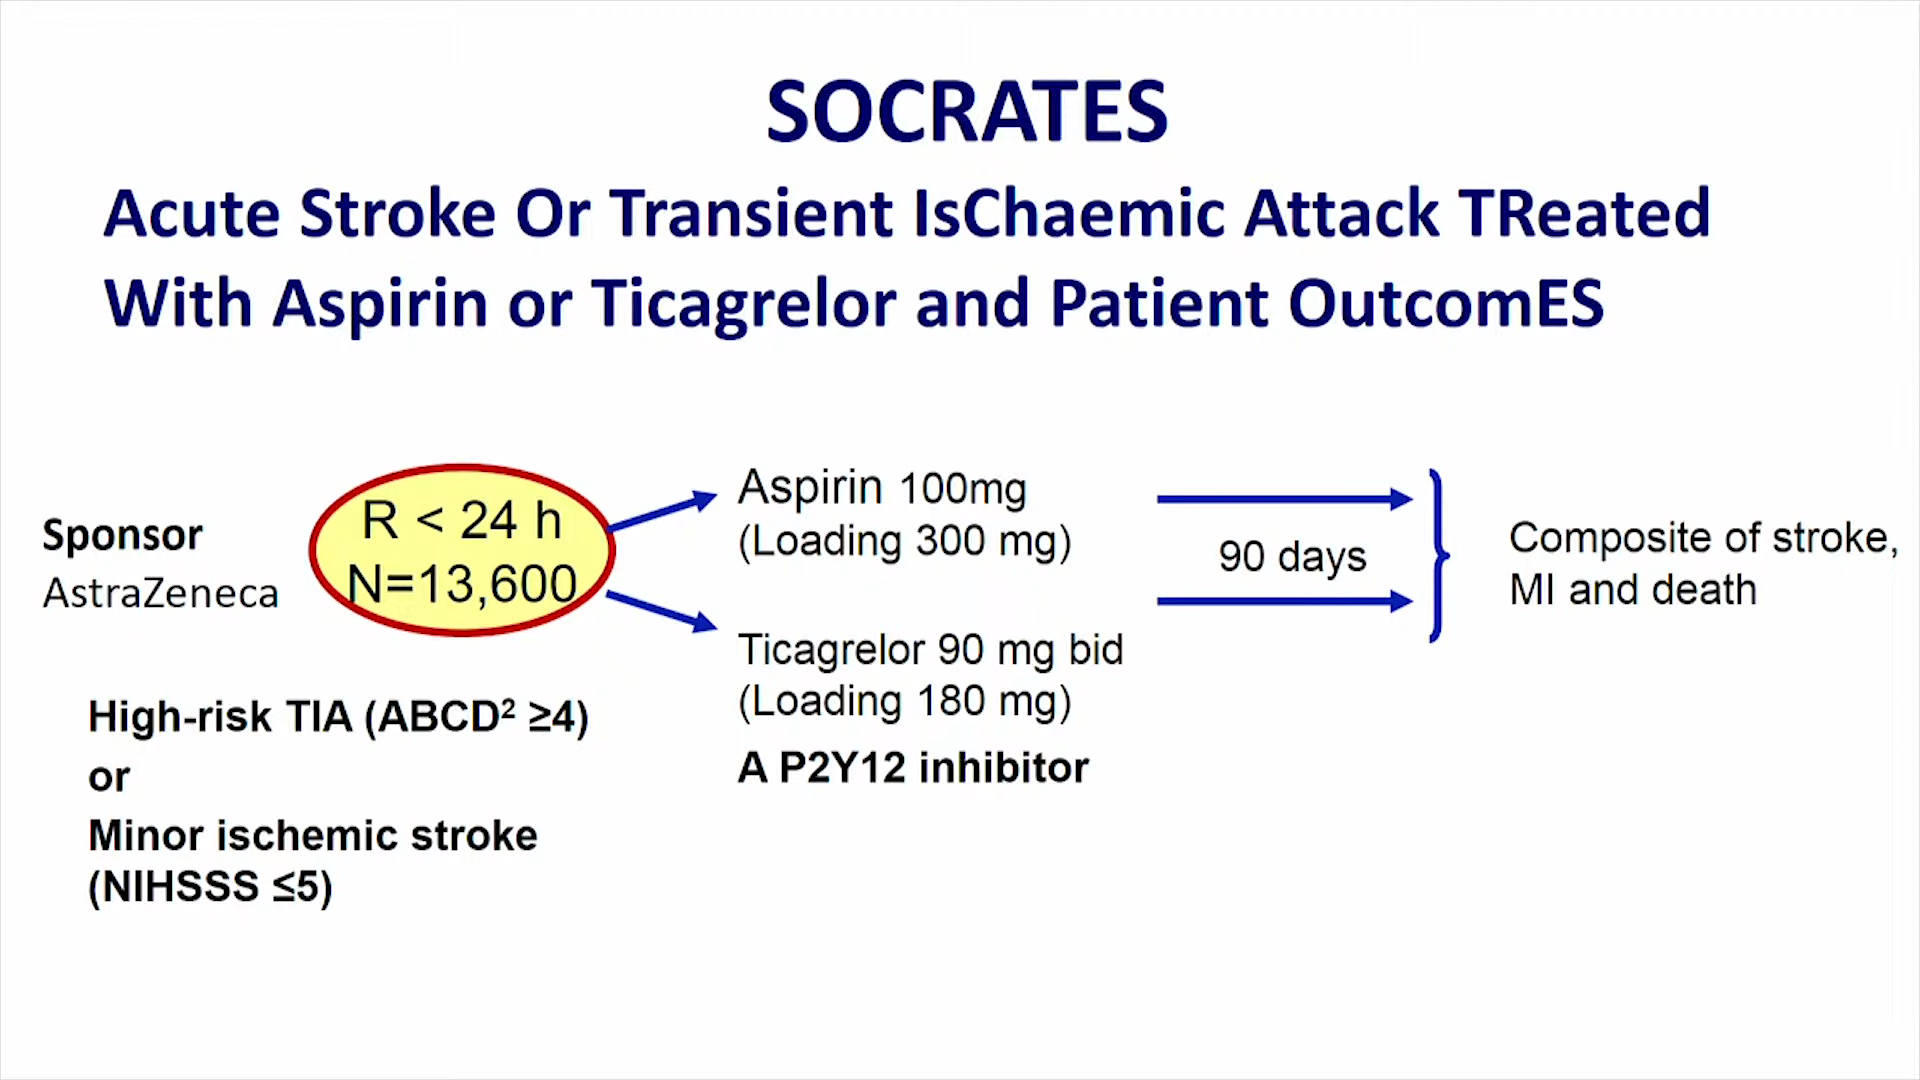 SOCRATES
Acute Stroke Or Transient IsChaemic Attack TReated
With Aspirin or Ticagrelor and Patient OutcomES
Sponsor
AstraZeneca
R < 24 h
N=13,600
Aspirin 100mg
(Loading 300 mg)
90 days
Composite of stroke,
MI and death
Ticagrelor 90 mg bid
(Loading 180 mg)
A P2Y12 inhibitor
High-risk TIA (ABCD² ≥4)
or
Minor ischemic stroke
(NIHSSS ≤5)